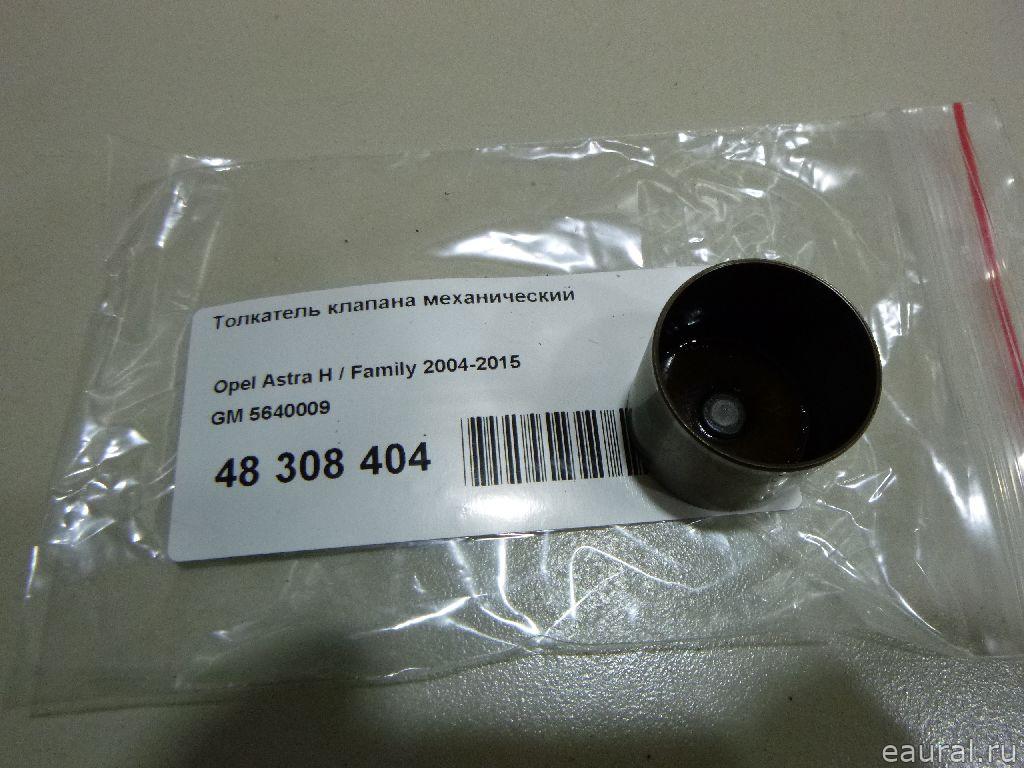 Толкатель клапана механический
Opel Astra H / Family 2004-2015
GM 5640009
48 308 404
eaural.ru